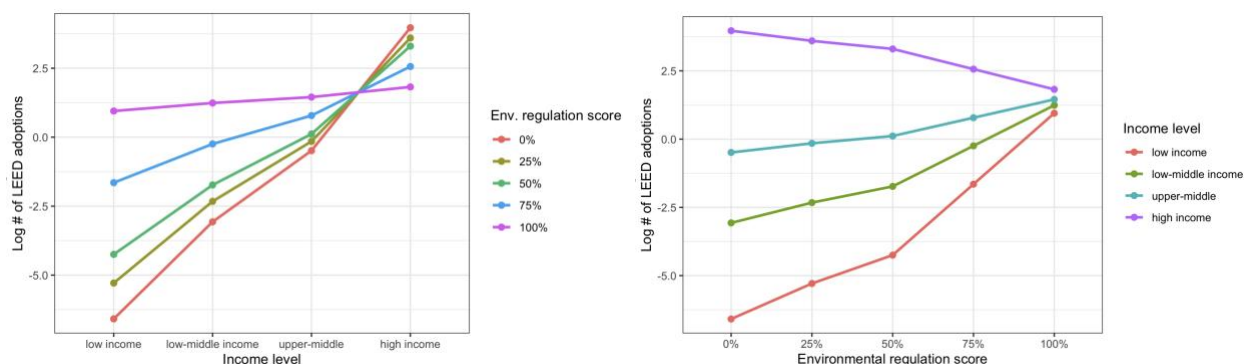 Log # of LEED adoptions
2.5
0.0
-2.5
-5.0
low income
low-middle income
upper-middle
high income
Income level
Env. regulation score
0%
25%
50%
75%
100%
Log # of LEED adoptions
2.5
0.0
-2.5
-5.0
0%
25%
50%
75%
100%
Environmental regulation score
Income level
low income
low-middle income
upper-middle
high income